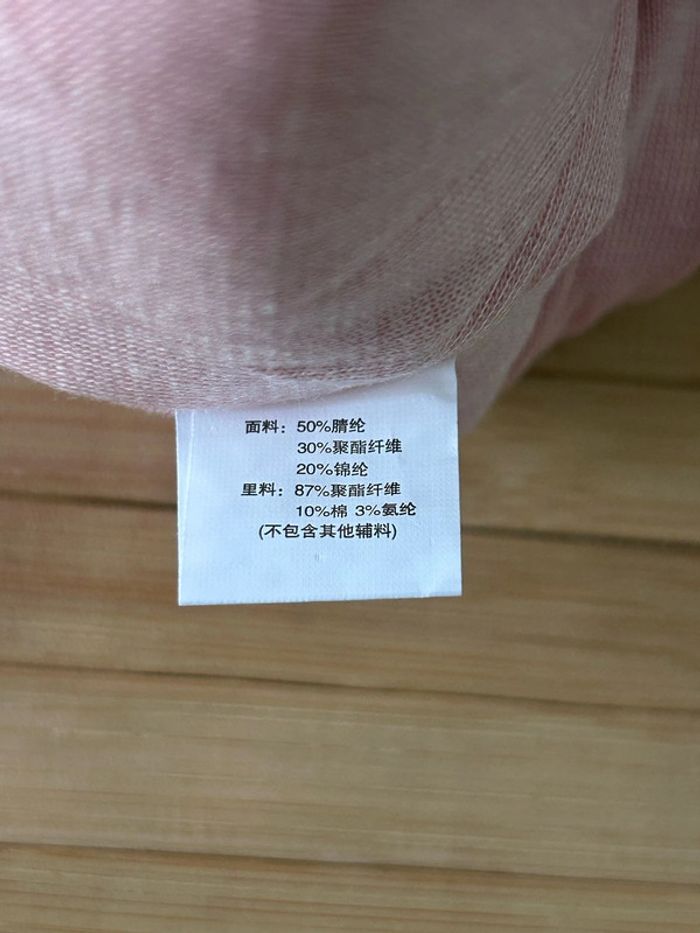 面料：50%腈纶
30%聚酯纤维
20%锦纶
里料：87%聚酯纤维
10%棉 3%氨纶
(不包含其他辅料)